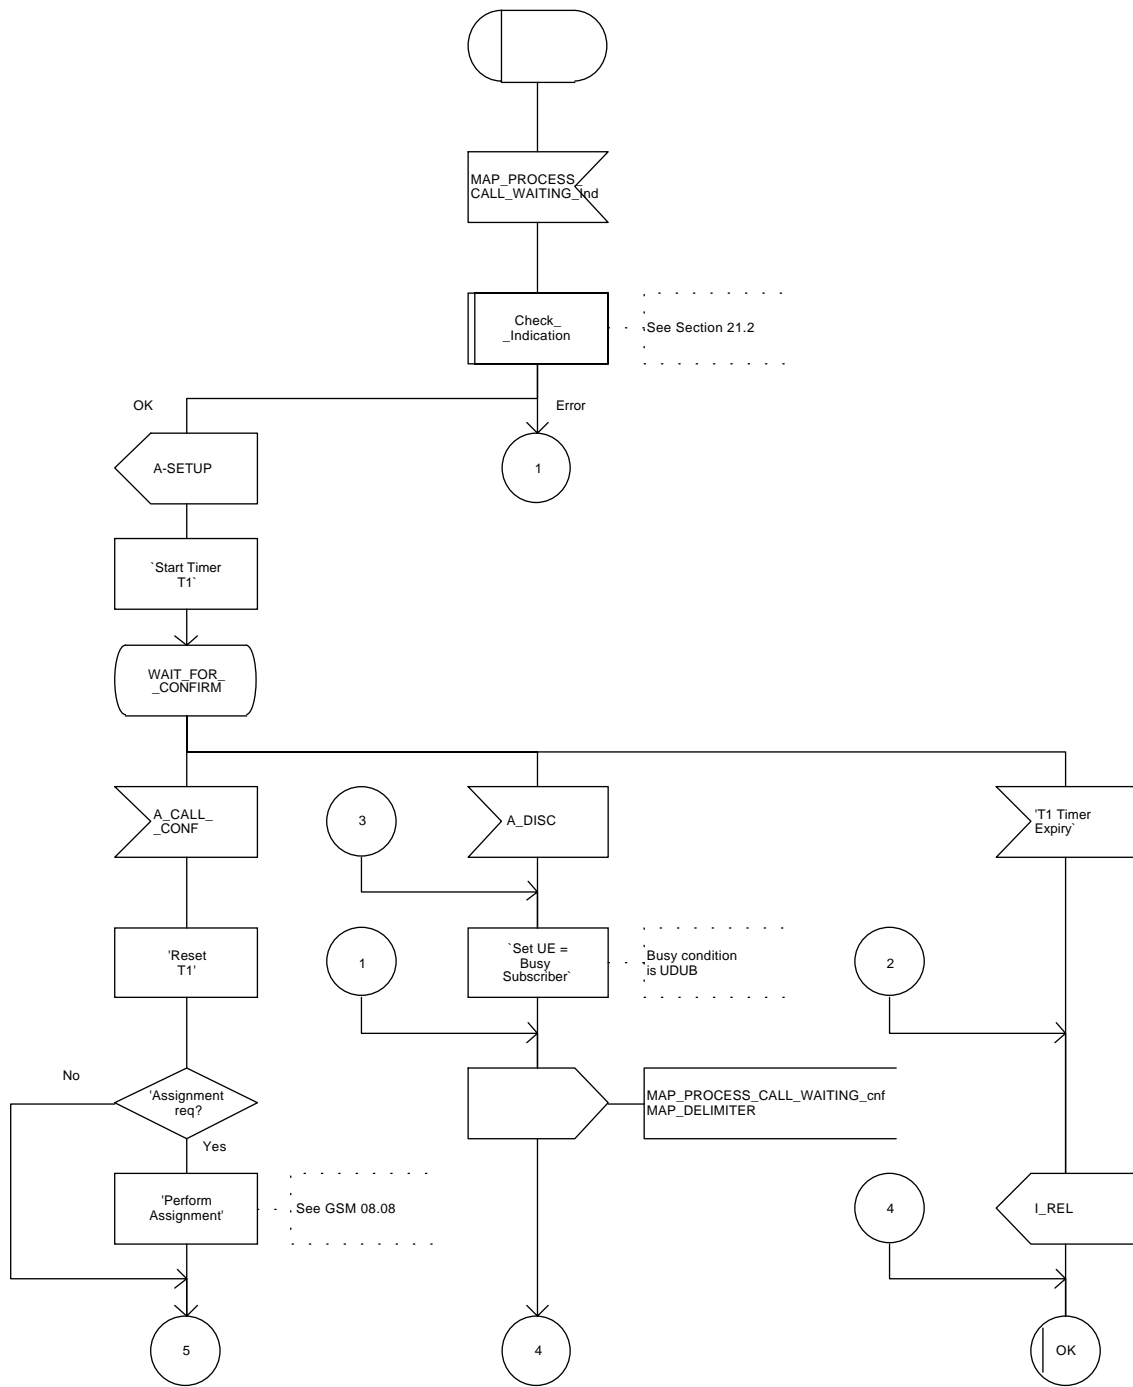 MAP_PROCESS_
CALL_WAITING_Ind
Check_
_Indication
See Section 21.2
OK
Error
A-SETUP
1
`Start Timer
T1`
WAIT_FOR_
_CONFIRM
A_CALL_
_CONF
3
A_DISC
'T1 Timer
Expiry`
'Reset
T1'
1
`Set UE =
Busy
Subscriber`
Busy condition
is UDUB
2
No
'Assignment
req?
MAP_PROCESS_CALL_WAITING_cnf
MAP_DELIMITER
Yes
'Perform
Assignment'
See GSM 08.08
4
I_REL
5
4
OK